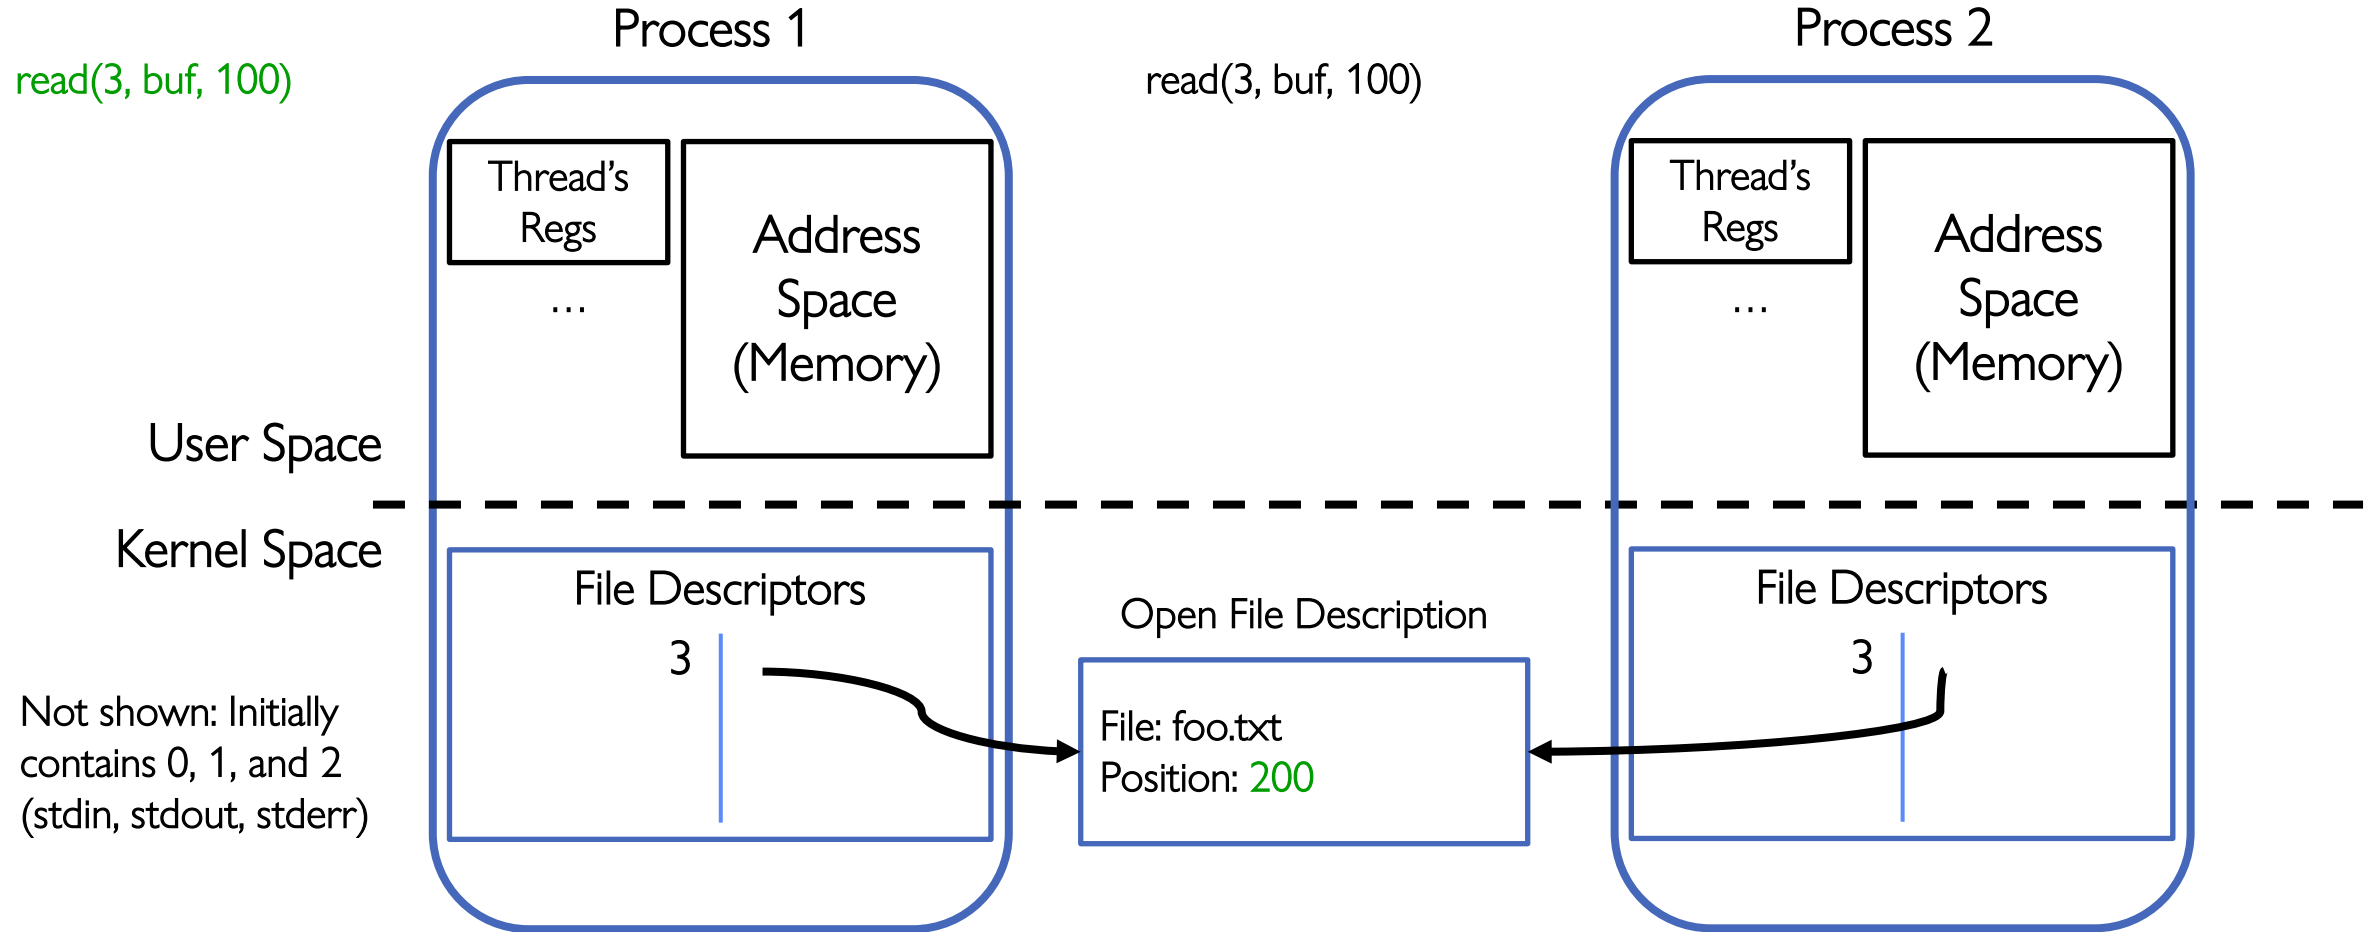 Process 1
Process 2
read(3, buf, 100)
read(3, buf, 100)
Thread’s
Regs
…
Address
Space
(Memory)
Thread’s
Regs
…
Address
Space
(Memory)
User Space
Kernel Space
File Descriptors
3
Open File Description
File: foo.txt
Position: 200
File Descriptors
3
Not shown: Initially
contains 0, 1, and 2
(stdin, stdout, stderr)